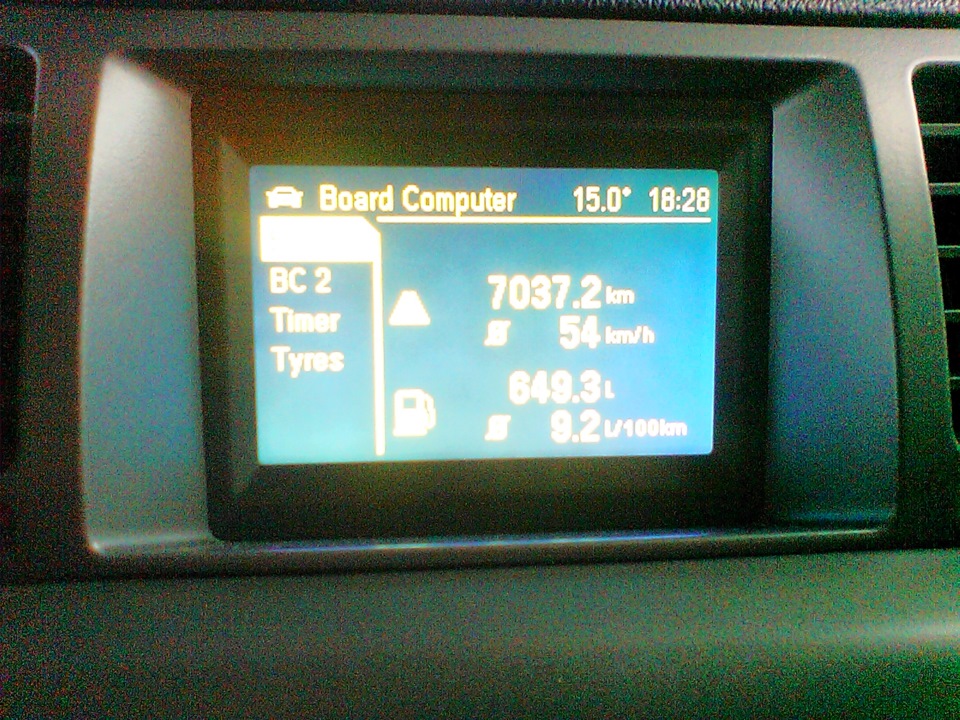 Board Computer 15.0° 18:28
BC 2
Timer
Tyres
7037.2 km
Ø 54 km/h
649.3 L
Ø 9.2 L/100km